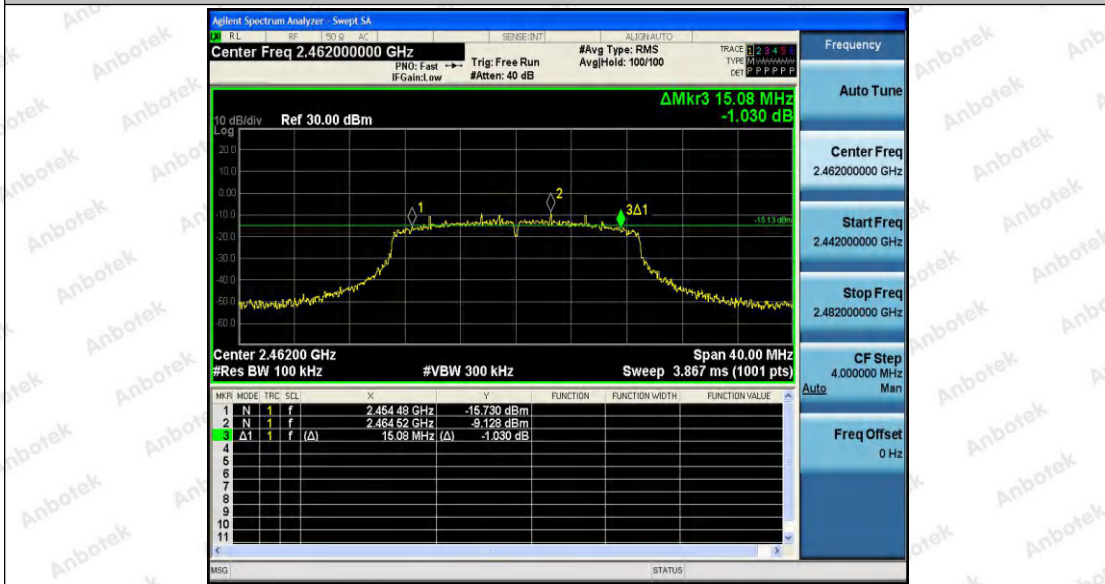 Agilent Spectrum Analyzer - Swept SA
RL RF 50 Ω AC SENSE:INT ALIGNAUTO
Center Freq 2.462000000 GHz
PNO: Fast
IFGain:Low
Trig: Free Run
#Atten: 40 dB
#Avg Type: RMS
Avg|Hold: 100/100
TRACE 1 2 3 4 5 6
TYPE M
DET P P P P P P
ΔMkr3 15.08 MHz
-1.030 dB
10 dB/div Ref 30.00 dBm
Log
20.0
10.0
0.00
-10.0
-20.0
-30.0
-40.0
-50.0
-60.0
1
2
3Δ1
-15.13 dBm
Center 2.46200 GHz Span 40.00 MHz
#Res BW 100 kHz #VBW 300 kHz Sweep 3.867 ms (1001 pts)
MKR MODE TRC SCL X Y FUNCTION FUNCTION WIDTH FUNCTION VALUE
1 N 1 f 2.454 48 GHz -15.730 dBm
2 N 1 f 2.464 52 GHz -9.128 dBm
3 Δ1 1 f (Δ) 15.08 MHz (Δ) -1.030 dB
4
5
6
7
8
9
10
11
MSG STATUS
Frequency
Auto Tune
Center Freq
2.462000000 GHz
Start Freq
2.442000000 GHz
Stop Freq
2.482000000 GHz
CF Step
4.000000 MHz
Auto Man
Freq Offset
0 Hz
Anbotek